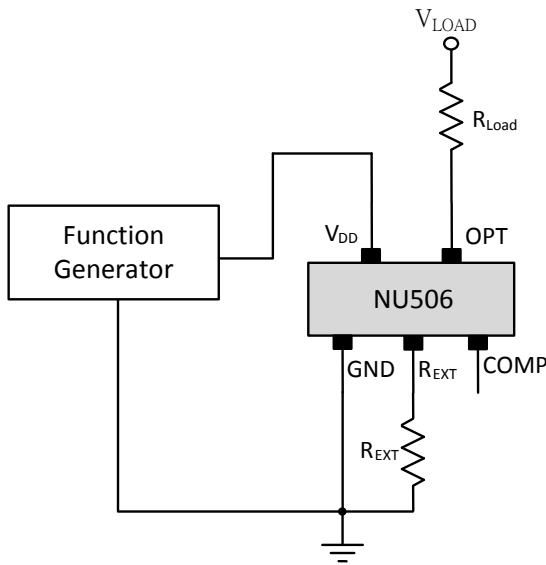 VLOAD
RLoad
Function
Generator
VDD
OPT
NU506
GND
REXT
COMP
REXT